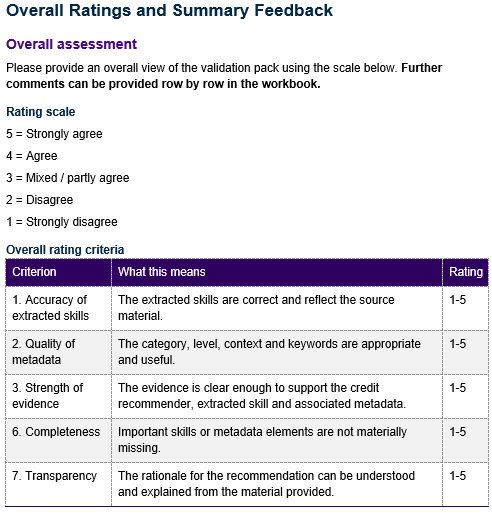 Overall Ratings and Summary Feedback
Overall assessment
Please provide an overall view of the validation pack using the scale below. Further
comments can be provided row by row in the workbook.
Rating scale
5 = Strongly agree
4 = Agree
3 = Mixed / partly agree
2 = Disagree
1 = Strongly disagree
Overall rating criteria
Criterion What this means Rating
1. Accuracy of The extracted skills are correct and reflect the source 1-5
extracted skills material.
2. Quality of The category, level, context and keywords are appropriate 1-5
metadata and useful.
3. Strength of The evidence is clear enough to support the credit 1-5
evidence recommender, extracted skill and associated metadata.
6. Completeness Important skills or metadata elements are not materially 1-5
missing.
7. Transparency The rationale for the recommendation can be understood 1-5
and explained from the material provided.